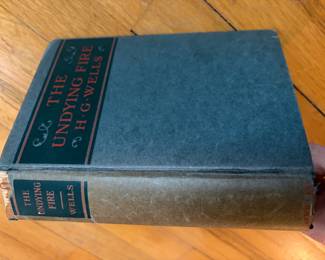 THE
UNDYING FIRE
H·G·WELLS
THE
UNDYING
FIRE
WELLS